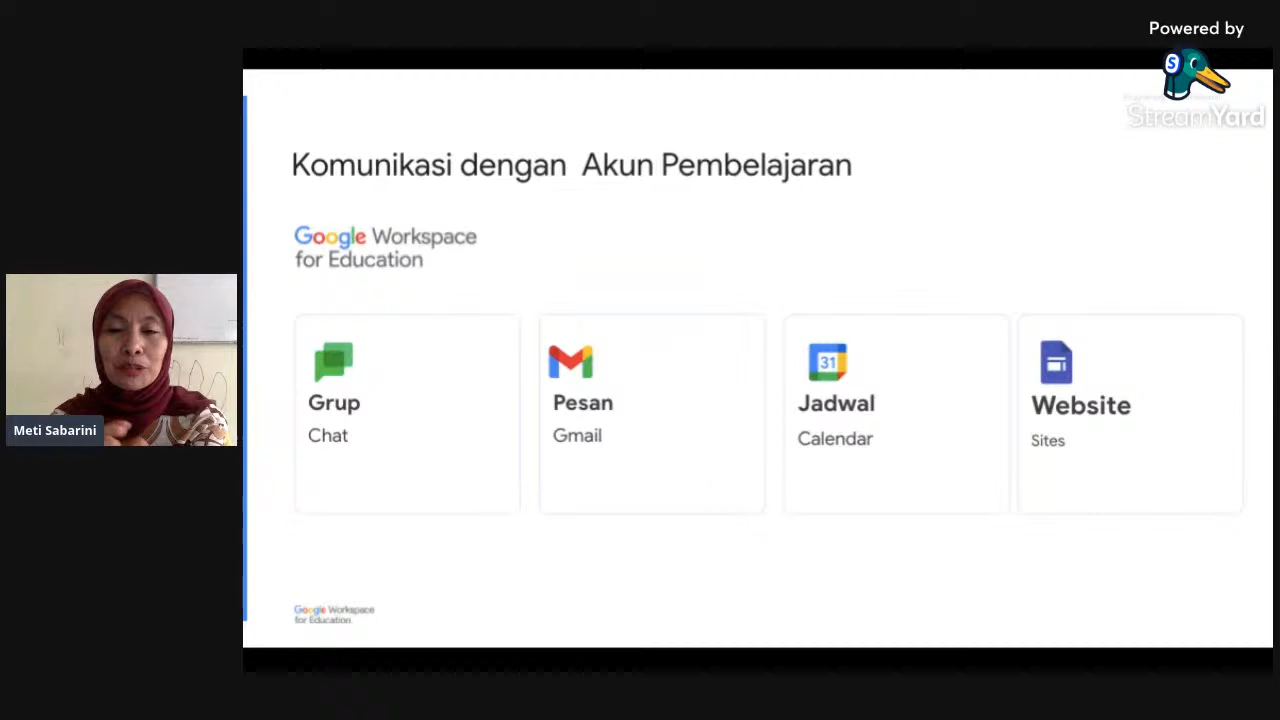 Powered by
StreamYard
Komunikasi dengan Akun Pembelajaran
Google Workspace
for Education
31
Grup
Chat
Pesan
Gmail
Jadwal
Calendar
Website
Sites
Meti Sabarini
Google Workspace
for Education